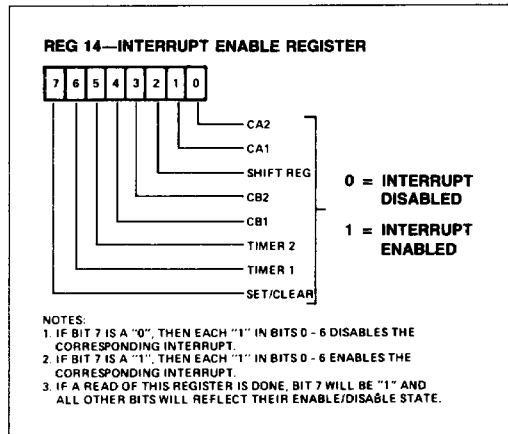 REG 14—INTERRUPT ENABLE REGISTER
7 6 5 4 3 2 1 0
CA2
CA1
SHIFT REG
CB2
CB1
TIMER 2
TIMER 1
SET/CLEAR
0 = INTERRUPT
DISABLED
1 = INTERRUPT
ENABLED
NOTES:
1. IF BIT 7 IS A "0", THEN EACH "1" IN BITS 0 - 6 DISABLES THE
CORRESPONDING INTERRUPT.
2. IF BIT 7 IS A "1", THEN EACH "1" IN BITS 0 - 6 ENABLES THE
CORRESPONDING INTERRUPT.
3. IF A READ OF THIS REGISTER IS DONE, BIT 7 WILL BE "1" AND
ALL OTHER BITS WILL REFLECT THEIR ENABLE/DISABLE STATE.